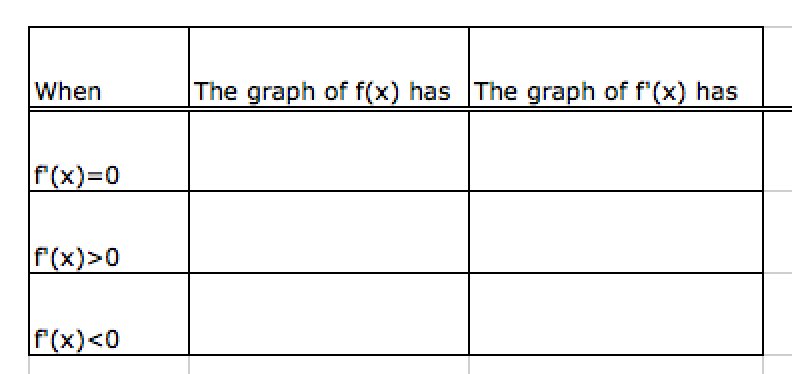 When The graph of f(x) has The graph of f'(x) has
f'(x)=0
f'(x)>0
f'(x)<0